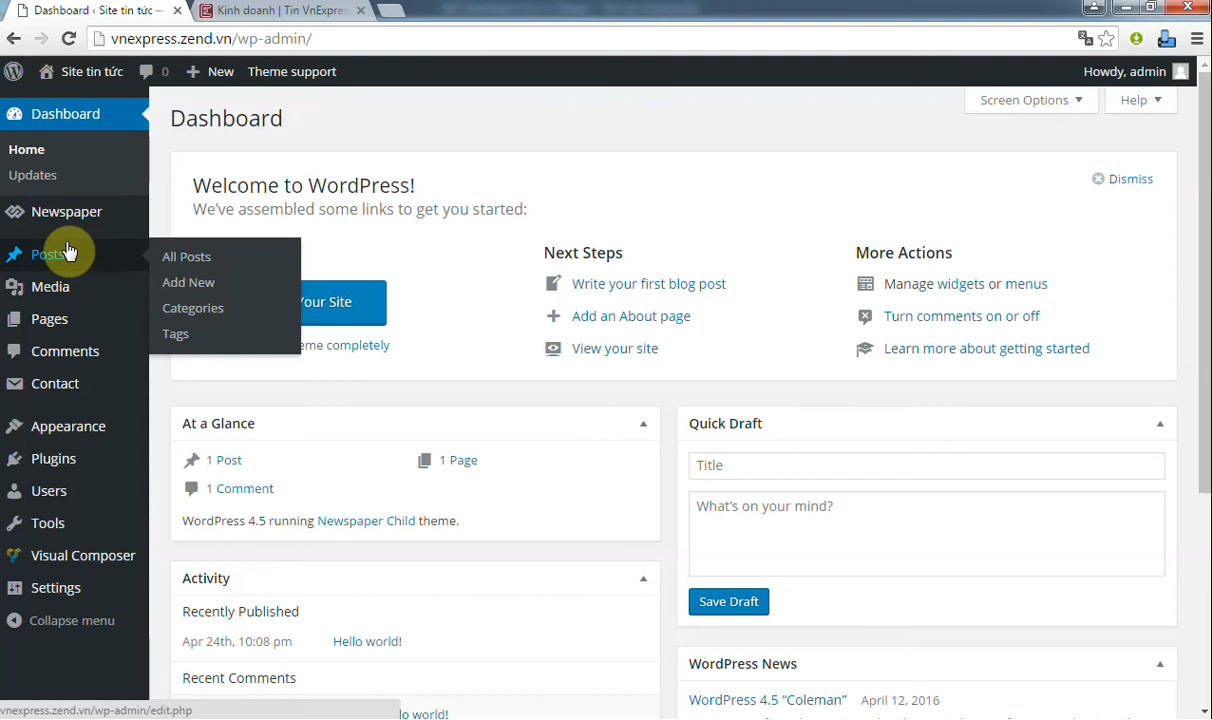 Dashboard ‹ Site tin tức —
Kinh doanh | Tin VnExpres
vnexpress.zend.vn/wp-admin/
Site tin tức
0
New
Theme support
Howdy, admin
Dashboard
Home
Updates
Newspaper
Posts
Media
Pages
Comments
Contact
Appearance
Plugins
Users
Tools
Visual Composer
Settings
Collapse menu
All Posts
Add New
Categories
Tags
Dashboard
Screen Options
Help
Welcome to WordPress!
We've assembled some links to get you started:
Dismiss
Your Site
eme completely
Next Steps
Write your first blog post
Add an About page
View your site
More Actions
Manage widgets or menus
Turn comments on or off
Learn more about getting started
At a Glance
1 Post
1 Page
1 Comment
WordPress 4.5 running Newspaper Child theme.
Activity
Recently Published
Apr 24th, 10:08 pm
Hello world!
Recent Comments
lo world!
Quick Draft
Title
What's on your mind?
Save Draft
WordPress News
WordPress 4.5 "Coleman" April 12, 2016
vnexpress.zend.vn/wp-admin/edit.php